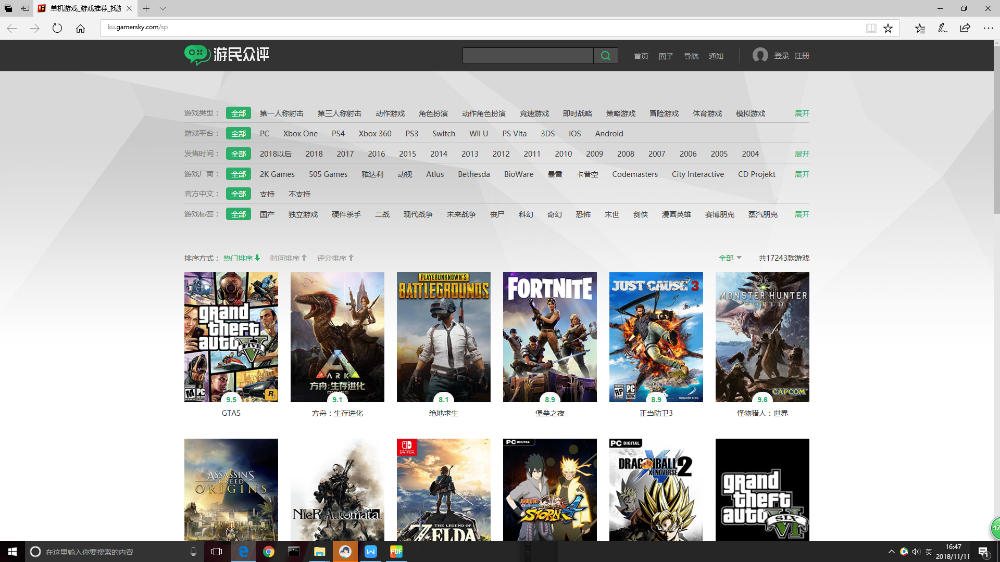 单机游戏_游戏推荐_找游
ku.gamersky.com/sp
游民众评
首页 圈子 导航 通知 登录 注册
游戏类型： 全部 第一人称射击 第三人称射击 动作游戏 角色扮演 动作角色扮演 竞速游戏 即时战略 策略游戏 冒险游戏 体育游戏 模拟游戏 展开
游戏平台： 全部 PC Xbox One PS4 Xbox 360 PS3 Switch Wii U PS Vita 3DS iOS Android
发售时间： 全部 2018以后 2018 2017 2016 2015 2014 2013 2012 2011 2010 2009 2008 2007 2006 2005 2004 展开
游戏厂商： 全部 2K Games 505 Games 雅达利 动视 Atlus Bethesda BioWare 暴雪 卡普空 Codemasters City Interactive CD Projekt 展开
官方中文： 全部 支持 不支持
游戏标签： 全部 国产 独立游戏 硬件杀手 二战 现代战争 未来战争 丧尸 科幻 奇幻 恐怖 末世 剑侠 漫画英雄 赛博朋克 蒸汽朋克 展开
排序方式： 热门排序 时间排序 评分排序 全部 共17243款游戏
grand
theft
auto
FIVE
V
M
PC
R
ARK
方舟:生存进化
PLAYERUNKNOWN'S
BATTLEGROUNDS
FORTNITE
JUST CAUSE 3
RP
PC
SQUARE ENIX
MONSTER HUNTER
WORLD
CAPCOM
9.5 9.1 8.1 8.9 8.9 9.6
GTA5 方舟：生存进化 绝地求生 堡垒之夜 正当防卫3 怪物猎人：世界
ASSASSIN'S
CREED
ORIGINS
NieR:Automata
NINTENDO
SWITCH
THE LEGEND OF
ZELDA
PC DIGITAL
NARUTO
STORM 4
PC DIGITAL
DRAGONBALL
XENOVERSE 2
grand
theft
auto
SIX
VI
47
在这里输入你要搜索的内容
W
PDF
英
16:47
2018/11/11
1